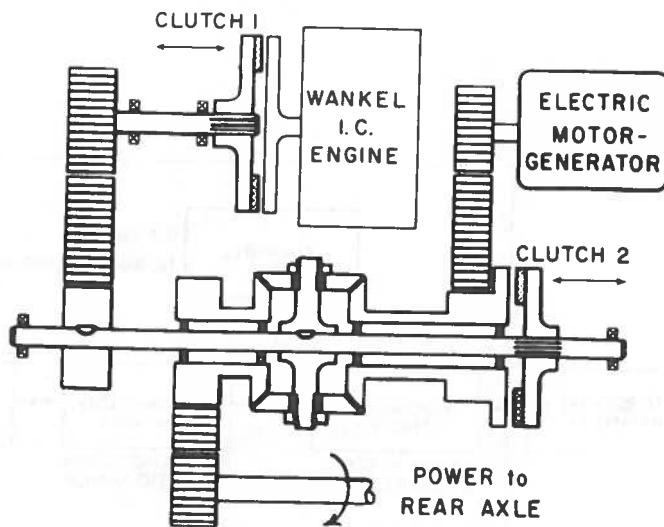 CLUTCH 1
WANKEL
I.C.
ENGINE
ELECTRIC
MOTOR-
GENERATOR
CLUTCH 2
POWER to
REAR AXLE